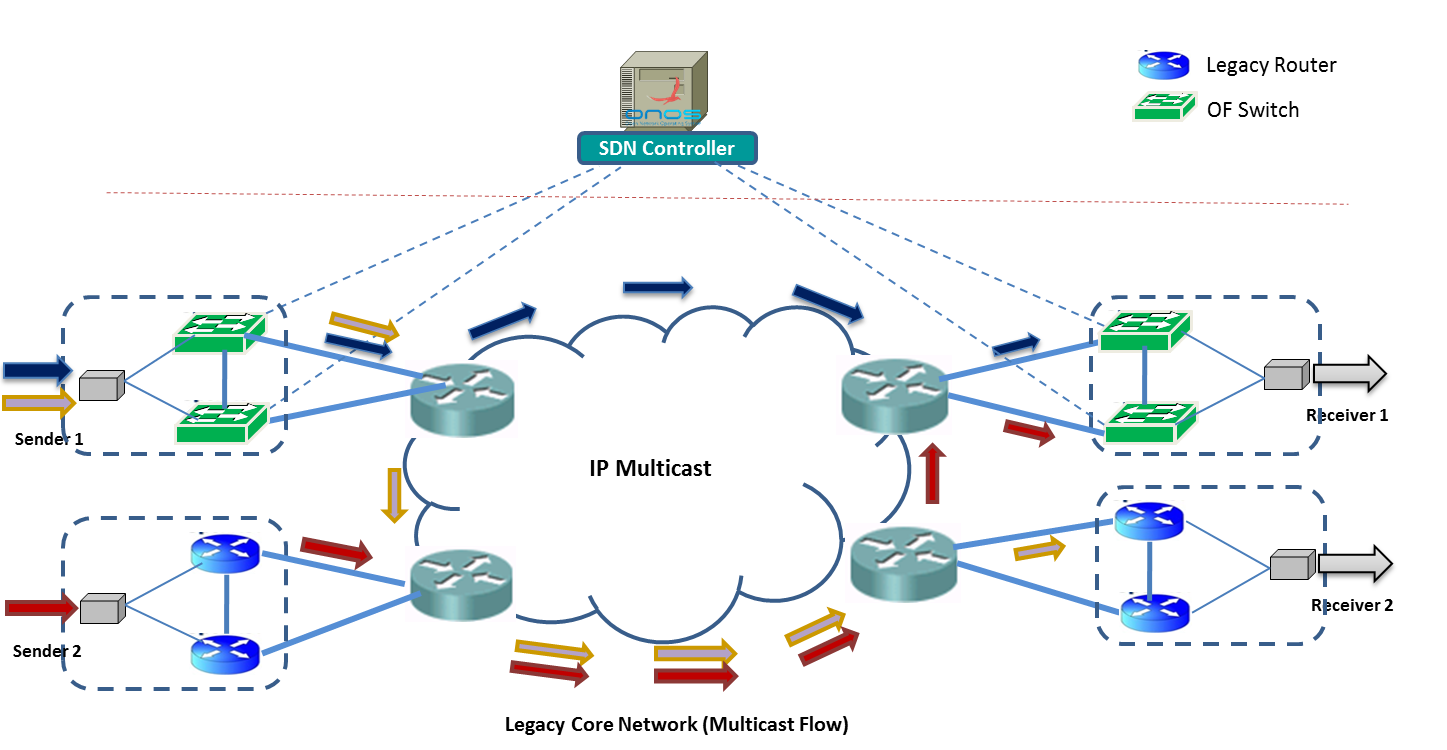 Legacy Router
OF Switch
onos
SDN Controller
Sender 1
Receiver 1
IP Multicast
Sender 2
Receiver 2
Legacy Core Network (Multicast Flow)